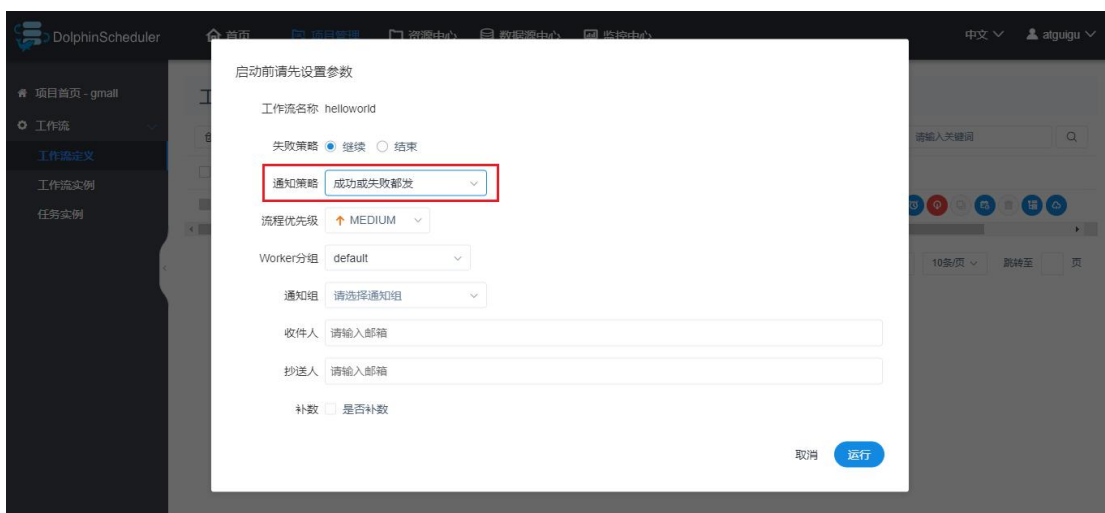 DolphinScheduler 首页 项目管理 资源中心 数据源中心 监控中心 中文 atguigu
启动前请先设置参数
项目首页 - gmall
工作流名称 helloworld
工作流
失败策略 继续 结束
请输入关键词
工作流定义
通知策略 成功或失败都发
工作流实例
任务实例
流程优先级 MEDIUM
Worker分组 default
10条/页 跳转至 页
通知组 请选择通知组
收件人 请输入邮箱
抄送人 请输入邮箱
补数 是否补数
取消 运行